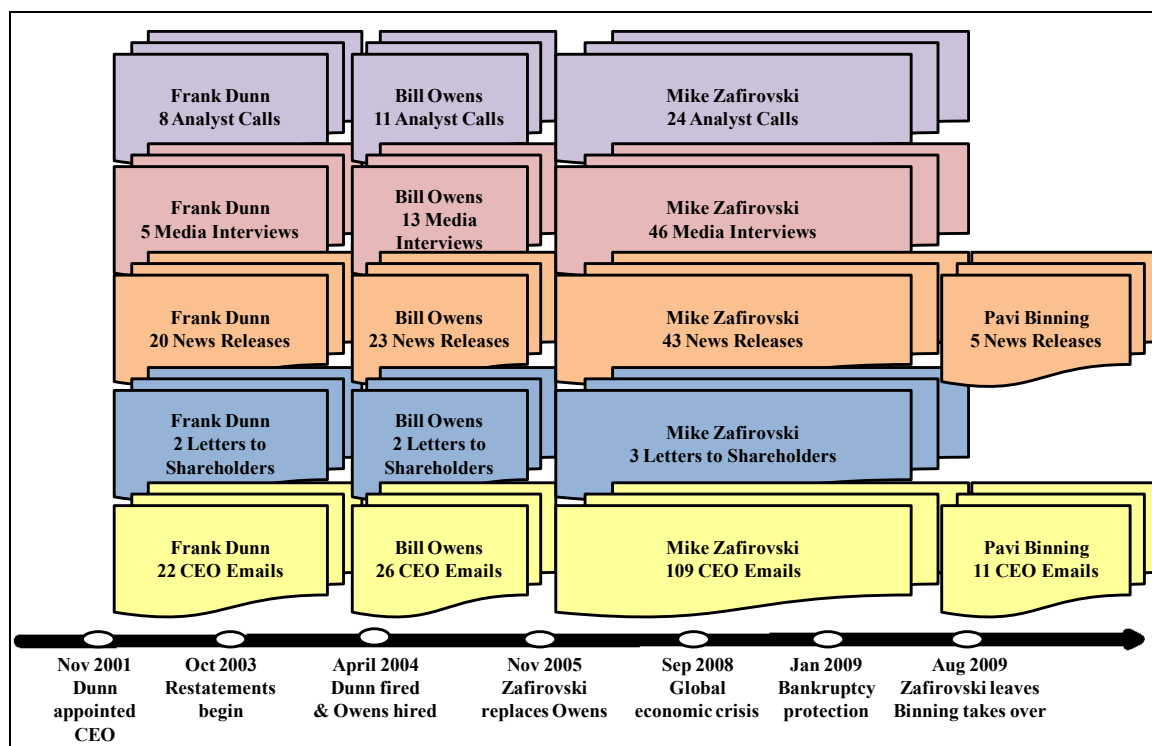 Frank Dunn
8 Analyst Calls
Bill Owens
11 Analyst Calls
Mike Zafirovski
24 Analyst Calls
Frank Dunn
5 Media Interviews
Bill Owens
13 Media
Interviews
Mike Zafirovski
46 Media Interviews
Frank Dunn
20 News Releases
Bill Owens
23 News Releases
Mike Zafirovski
43 News Releases
Pavi Binning
5 News Releases
Frank Dunn
2 Letters to
Shareholders
Bill Owens
2 Letters to
Shareholders
Mike Zafirovski
3 Letters to Shareholders
Frank Dunn
22 CEO Emails
Bill Owens
26 CEO Emails
Mike Zafirovski
109 CEO Emails
Pavi Binning
11 CEO Emails
Nov 2001
Dunn
appointed
CEO
Oct 2003
Restatements
begin
April 2004
Dunn fired
& Owens hired
Nov 2005
Zafirovski
replaces Owens
Sep 2008
Global
economic crisis
Jan 2009
Bankruptcy
protection
Aug 2009
Zafirovski leaves
Binning takes over